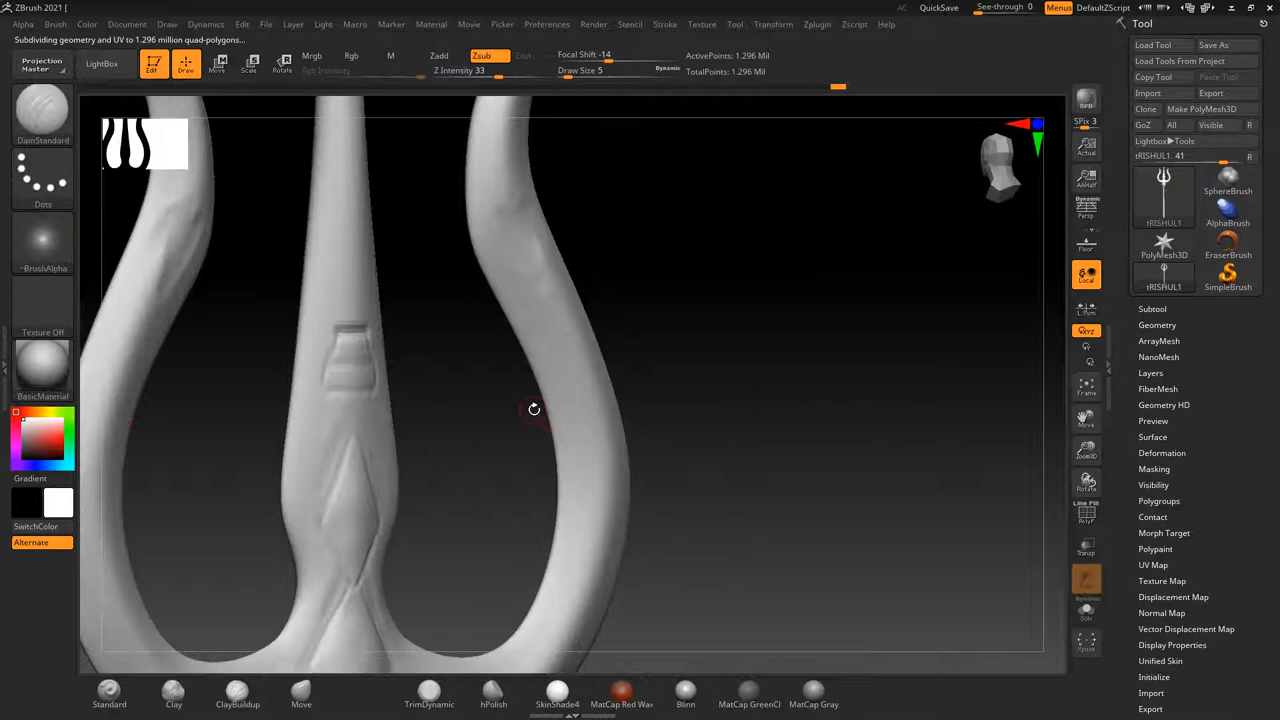 ZBrush 2021 [
AC QuickSave See-through 0 Menus DefaultZScript
Alpha Brush Color Document Draw Dynamics Edit File Layer Light Macro Marker Material Movie Picker Preferences Render Stencil Stroke Texture Tool Transform Zplugin Zscript Help
Subdividing geometry and UV to 1.296 million quad-polygons...
Projection Master
LightBox
Edit Draw Move Scale Rotate
Mrgb Rgb M
Rgb Intensity
Zadd Zsub Zcut
Z Intensity 33
Focal Shift -14
Draw Size 5
Dynamic
ActivePoints: 1.296 Mil
TotalPoints: 1.296 Mil
DamStandard
Dots
~BrushAlpha
Texture Off
BasicMaterial
Gradient
SwitchColor
Alternate
BPR
SPix 3
Actual
AAHalf
Dynamic
Persp
Floor
Local
L.Sym
XYZ
Frame
Move
Zoom3D
Rotate
Line Fill
PolyF
Transp
Dynamic
Solo
Xpose
Tool
Load Tool Save As
Load Tools From Project
Copy Tool Paste Tool
Import Export
Clone Make PolyMesh3D
GoZ All Visible R
Lightbox▶Tools
tRISHUL1. 41 R
tRISHUL1 SphereBrush
AlphaBrush
PolyMesh3D EraserBrush
tRISHUL1 SimpleBrush
Subtool
Geometry
ArrayMesh
NanoMesh
Layers
FiberMesh
Geometry HD
Preview
Surface
Deformation
Masking
Visibility
Polygroups
Contact
Morph Target
Polypaint
UV Map
Texture Map
Displacement Map
Normal Map
Vector Displacement Map
Display Properties
Unified Skin
Initialize
Import
Export
Standard Clay ClayBuildup Move TrimDynamic hPolish SkinShade4 MatCap Red Wax Blinn MatCap GreenCl MatCap Gray